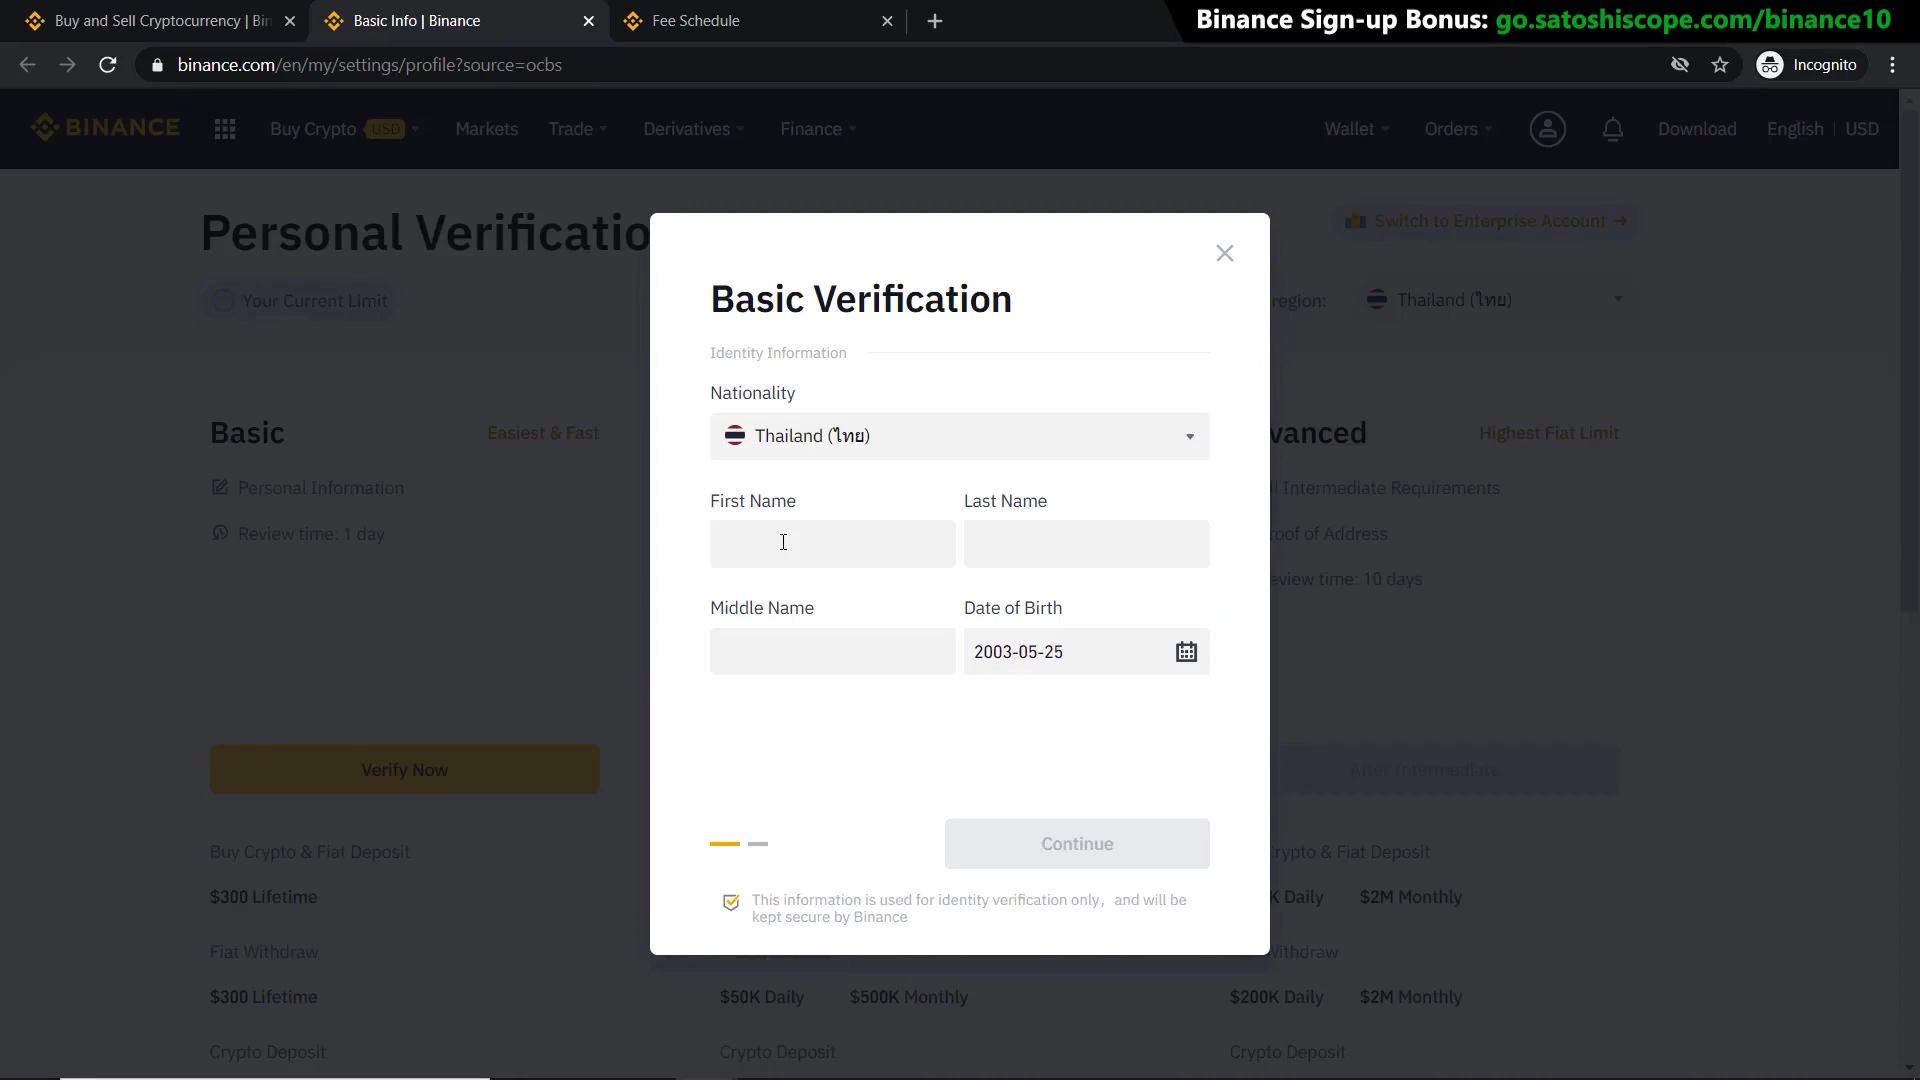 Buy and Sell Cryptocurrency | Bin
Basic Info | Binance
Fee Schedule
Binance Sign-up Bonus: go.satoshiscope.com/binance10
binance.com/en/my/settings/profile?source=ocbs
Incognito
BINANCE
Buy Crypto USD
Markets
Trade
Derivatives
Finance
Wallet
Orders
Download
English | USD
Personal Verificatio
Switch to Enterprise Account →
Your Current Limit
region:
Thailand (ไทย)
Basic Verification
Identity Information
Nationality
Thailand (ไทย)
First Name
Last Name
Middle Name
Date of Birth
2003-05-25
Continue
This information is used for identity verification only, and will be
kept secure by Binance
Basic
Easiest & Fast
Personal Information
Review time: 1 day
Verify Now
Buy Crypto & Fiat Deposit
$300 Lifetime
Fiat Withdraw
$300 Lifetime
Crypto Deposit
$50K Daily
$500K Monthly
Crypto Deposit
vanced
Highest Fiat Limit
ll Intermediate Requirements
roof of Address
eview time: 10 days
After Intermediate
rypto & Fiat Deposit
K Daily
$2M Monthly
Withdraw
$200K Daily
$2M Monthly
Crypto Deposit